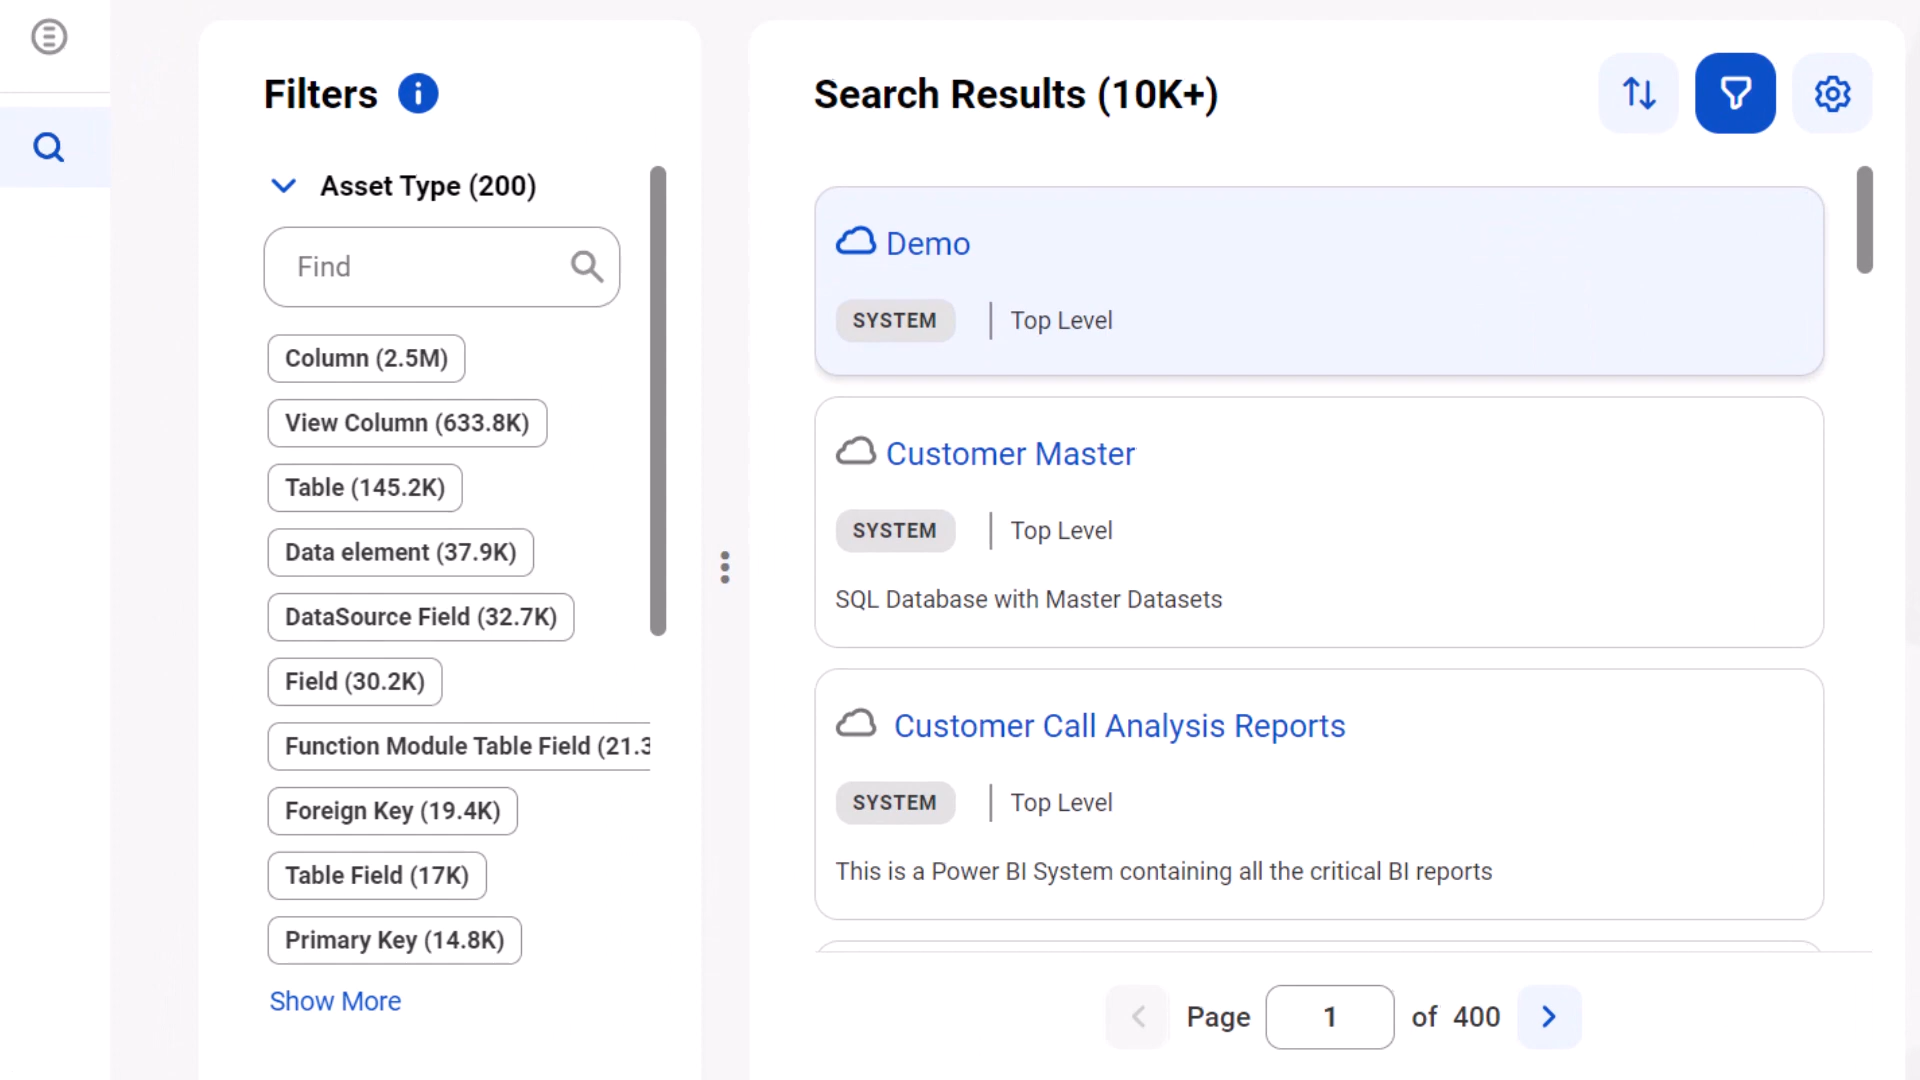 Filters
Asset Type (200)
Find
Column (2.5M)
View Column (633.8K)
Table (145.2K)
Data element (37.9K)
DataSource Field (32.7K)
Field (30.2K)
Function Module Table Field (21.3
Foreign Key (19.4K)
Table Field (17K)
Primary Key (14.8K)
Show More
Search Results (10K+)
Demo
SYSTEM | Top Level
Customer Master
SYSTEM | Top Level
SQL Database with Master Datasets
Customer Call Analysis Reports
SYSTEM | Top Level
This is a Power BI System containing all the critical BI reports
Page 1 of 400